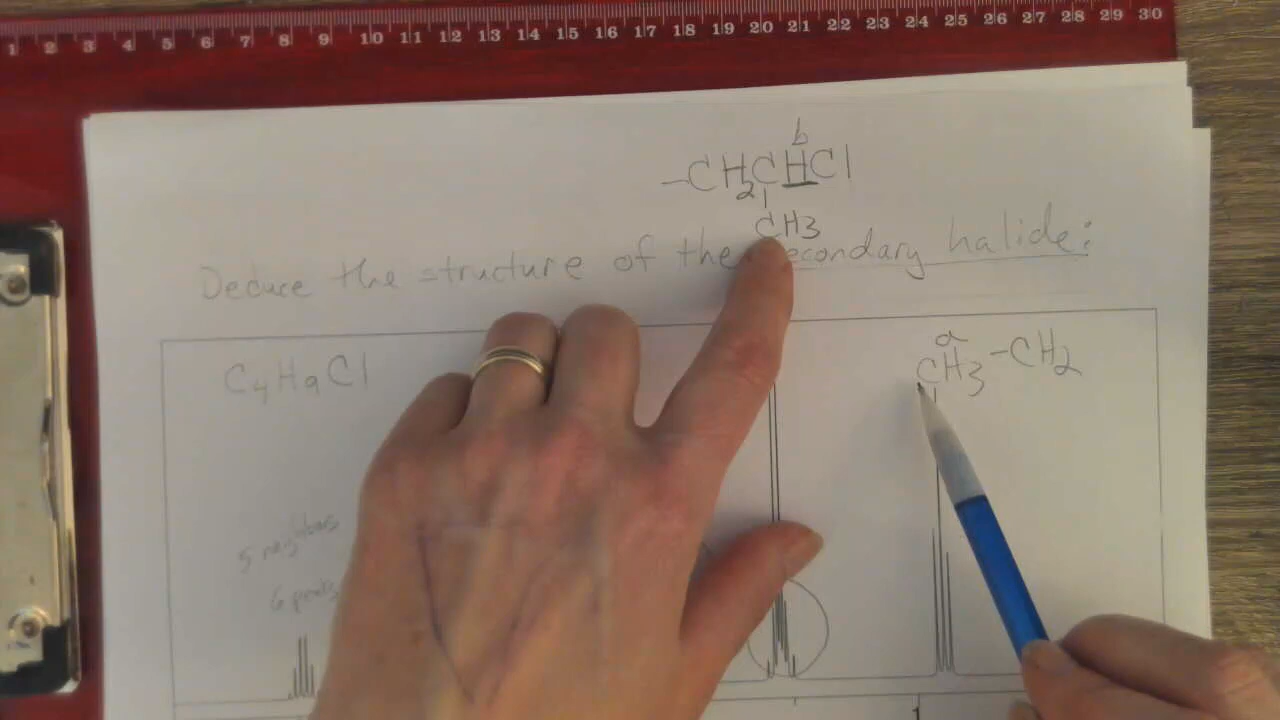 1 2 3 4 5 6 7 8 9 10 11 12 13 14 15 16 17 18 19 20 21 22 23 24 25 26 27 28 29 30
b
-CH2CHCl
CH3
Deduce the structure of the secondary halide:
a
C4H9Cl CH3 -CH2
5 neighbors
6 peaks
1